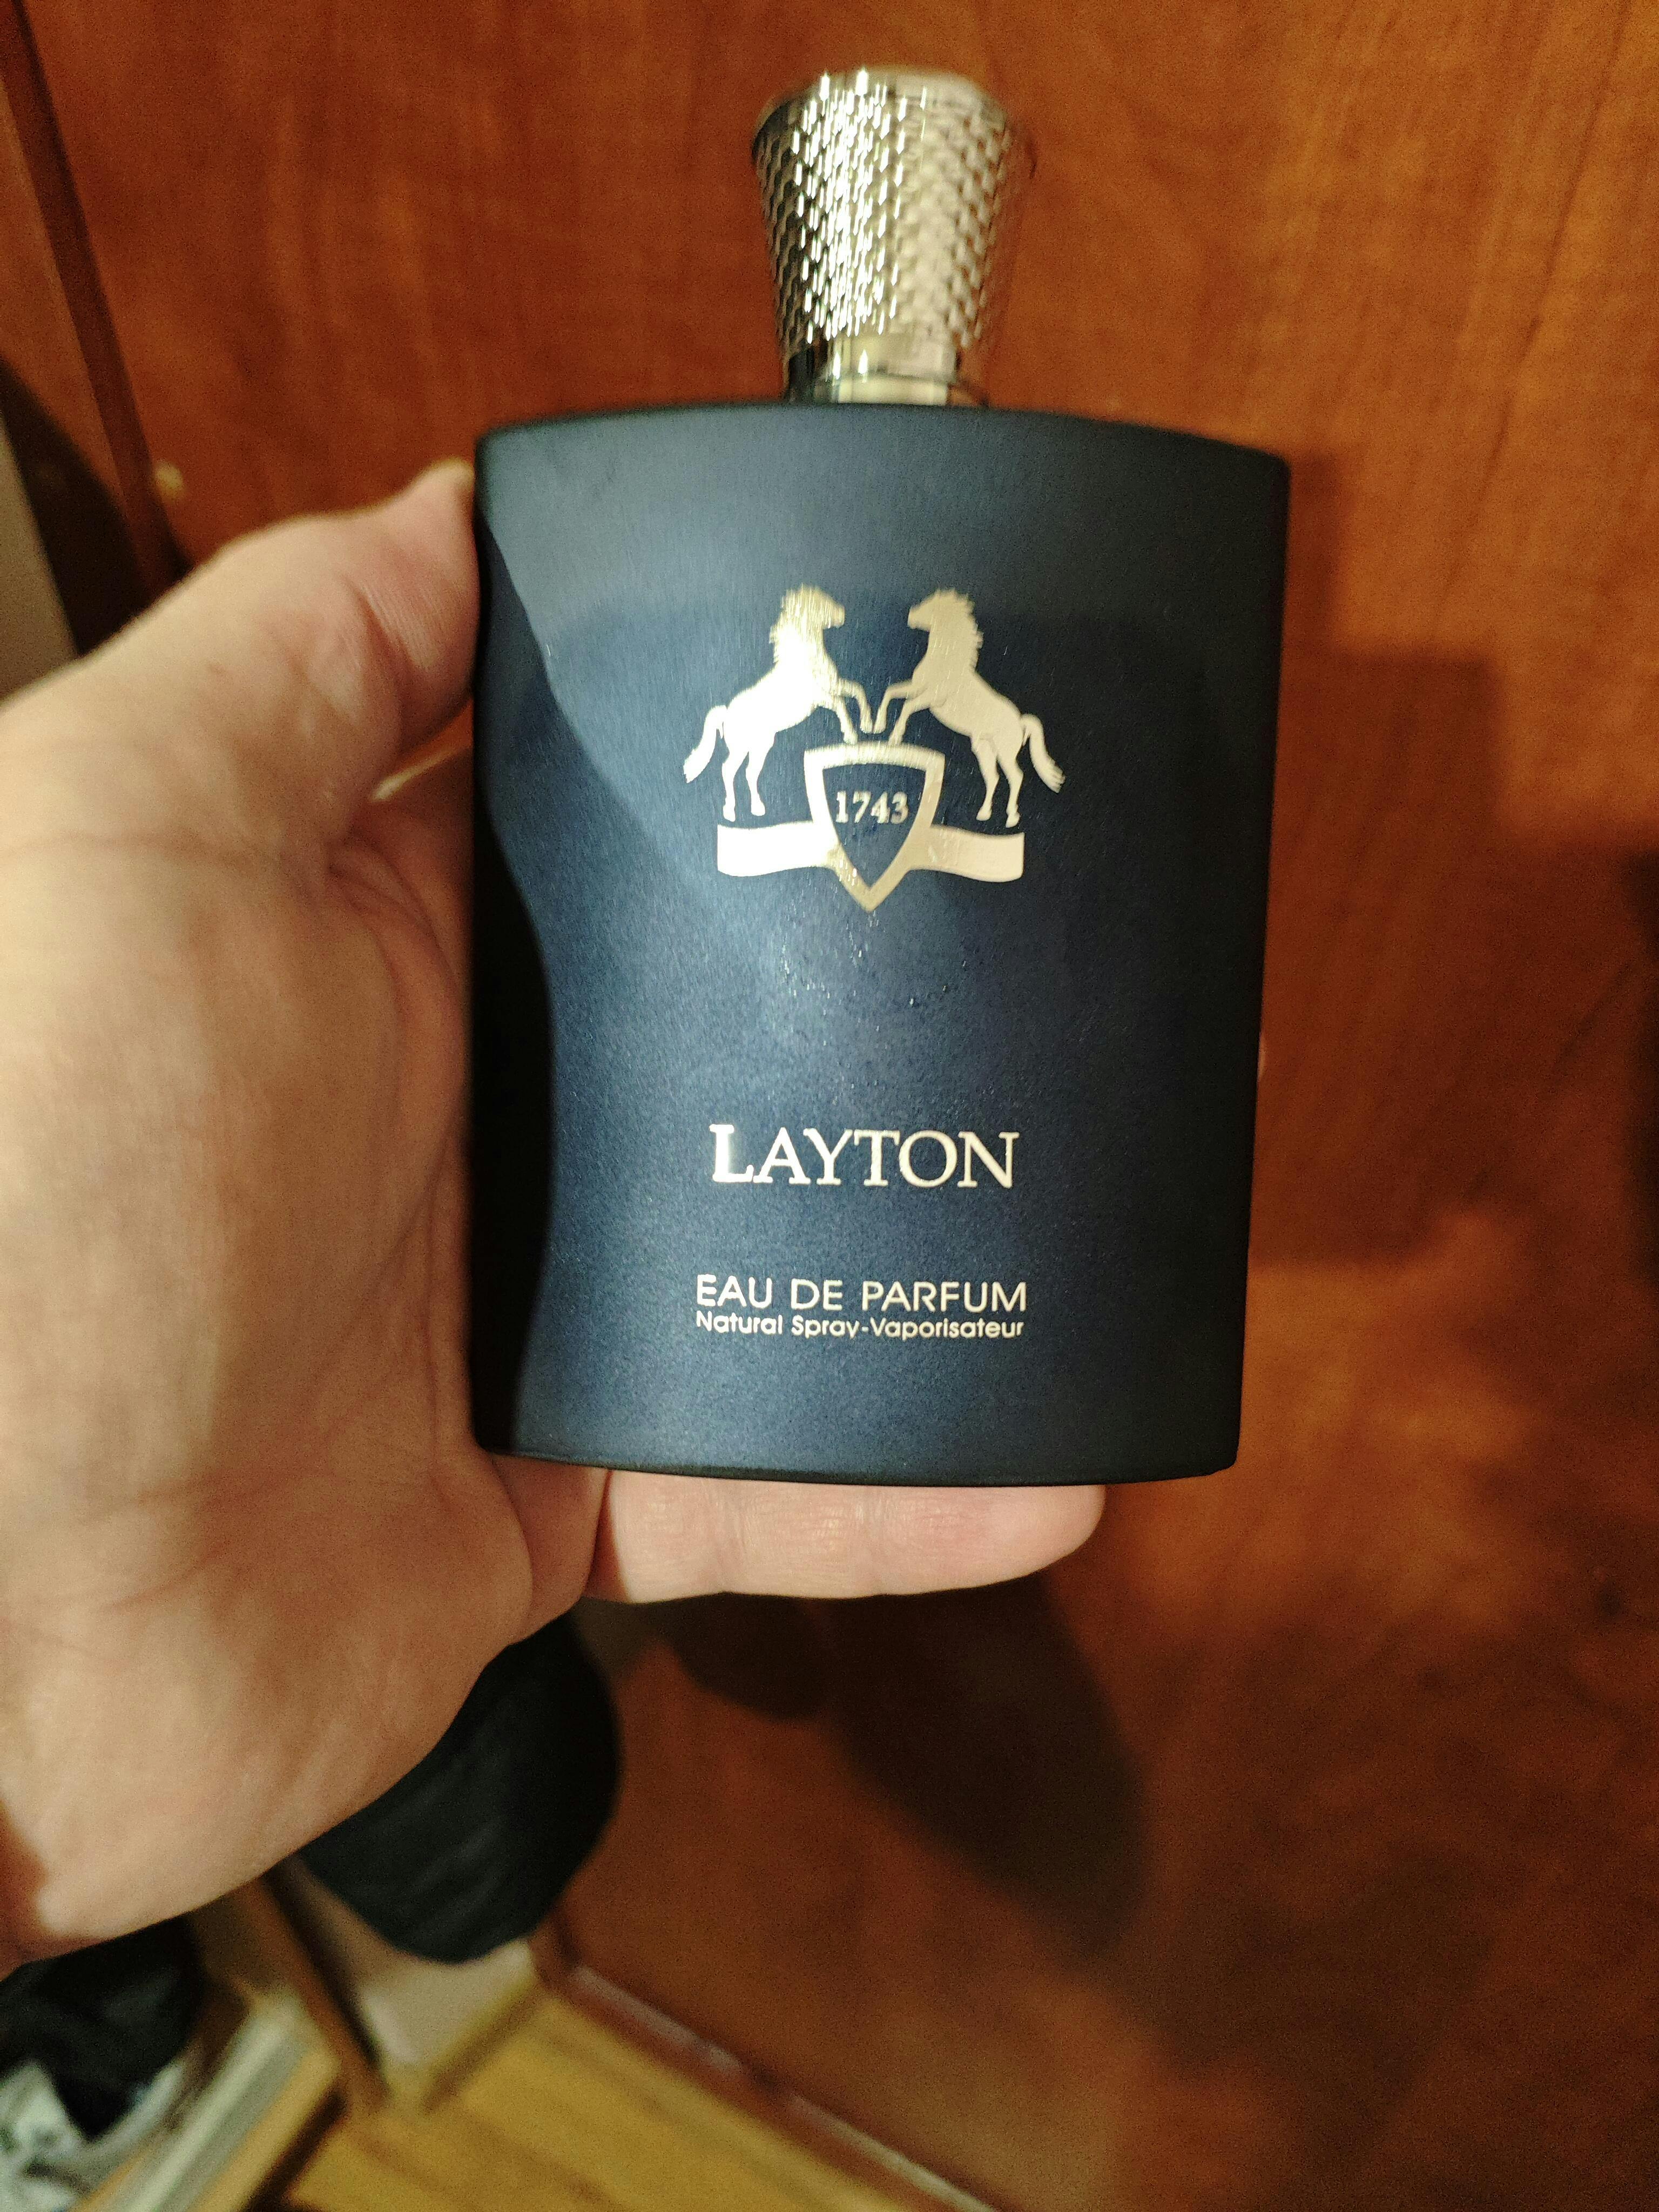 1743
LAYTON
EAU DE PARFUM
Natural Spray-Vaporisateur